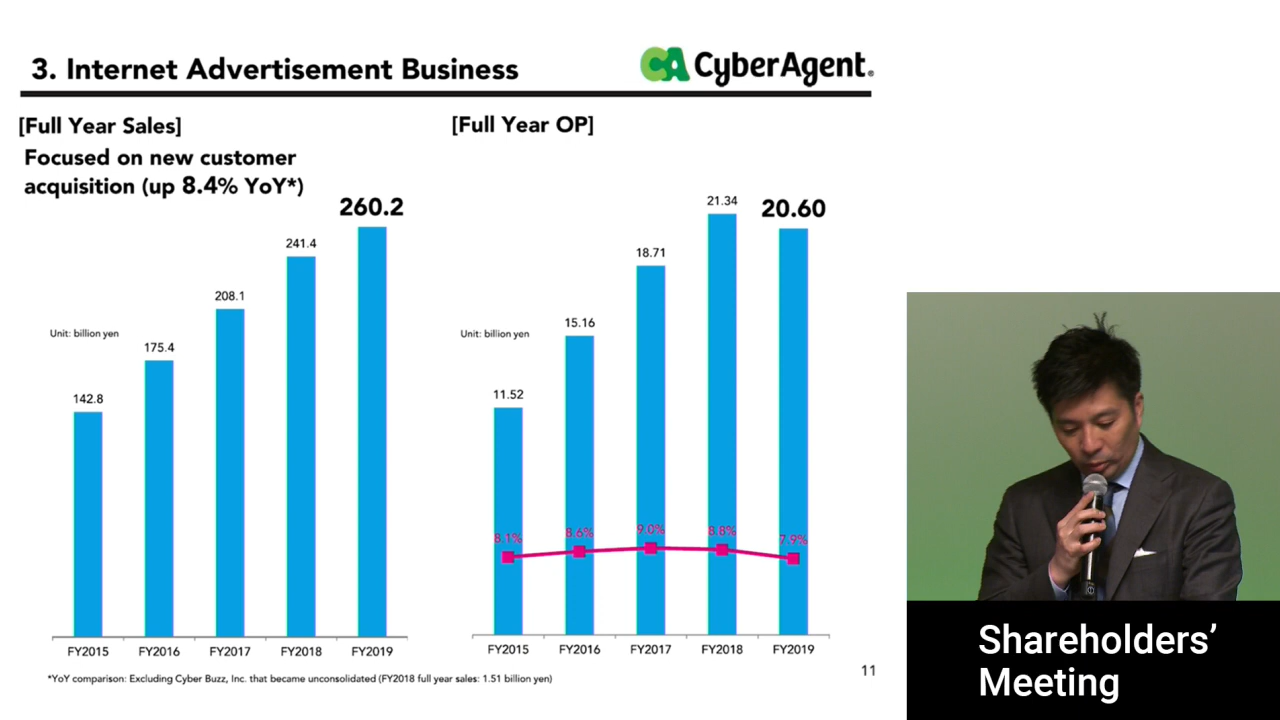 3. Internet Advertisement Business
CA CyberAgent®
[Full Year Sales]
Focused on new customer
acquisition (up 8.4% YoY*)
Unit: billion yen
142.8
175.4
208.1
241.4
260.2
FY2015
FY2016
FY2017
FY2018
FY2019
[Full Year OP]
Unit: billion yen
11.52
15.16
18.71
21.34
20.60
8.1%
8.6%
9.0%
8.8%
7.9%
FY2015
FY2016
FY2017
FY2018
FY2019
*YoY comparison: Excluding Cyber Buzz, Inc. that became unconsolidated (FY2018 full year sales: 1.51 billion yen)
11
Shareholders’
Meeting